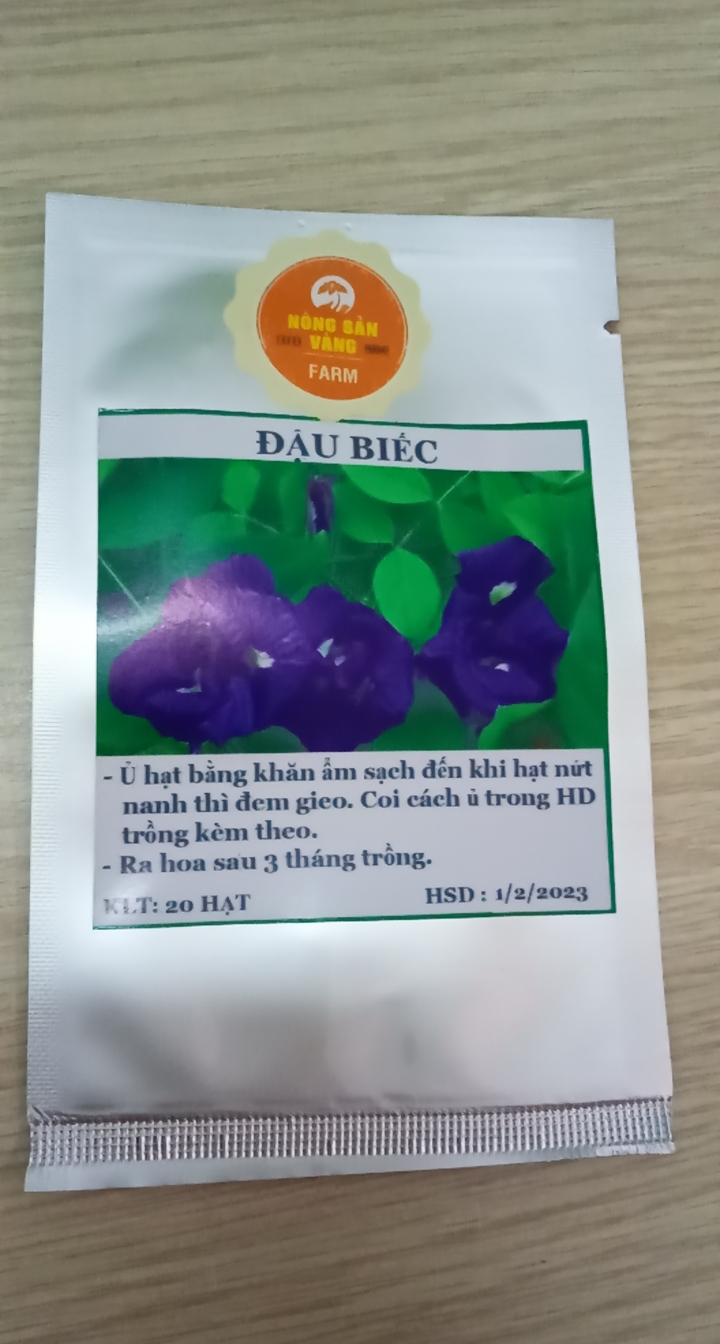 NÔNG SẢN
VÀNG
FARM
ĐẬU BIẾC
- Ủ hạt bằng khăn ẩm sạch đến khi hạt nứt
nanh thì đem gieo. Coi cách ủ trong HD
trồng kèm theo.
- Ra hoa sau 3 tháng trồng.
KLT: 20 HẠT HSD : 1/2/2023